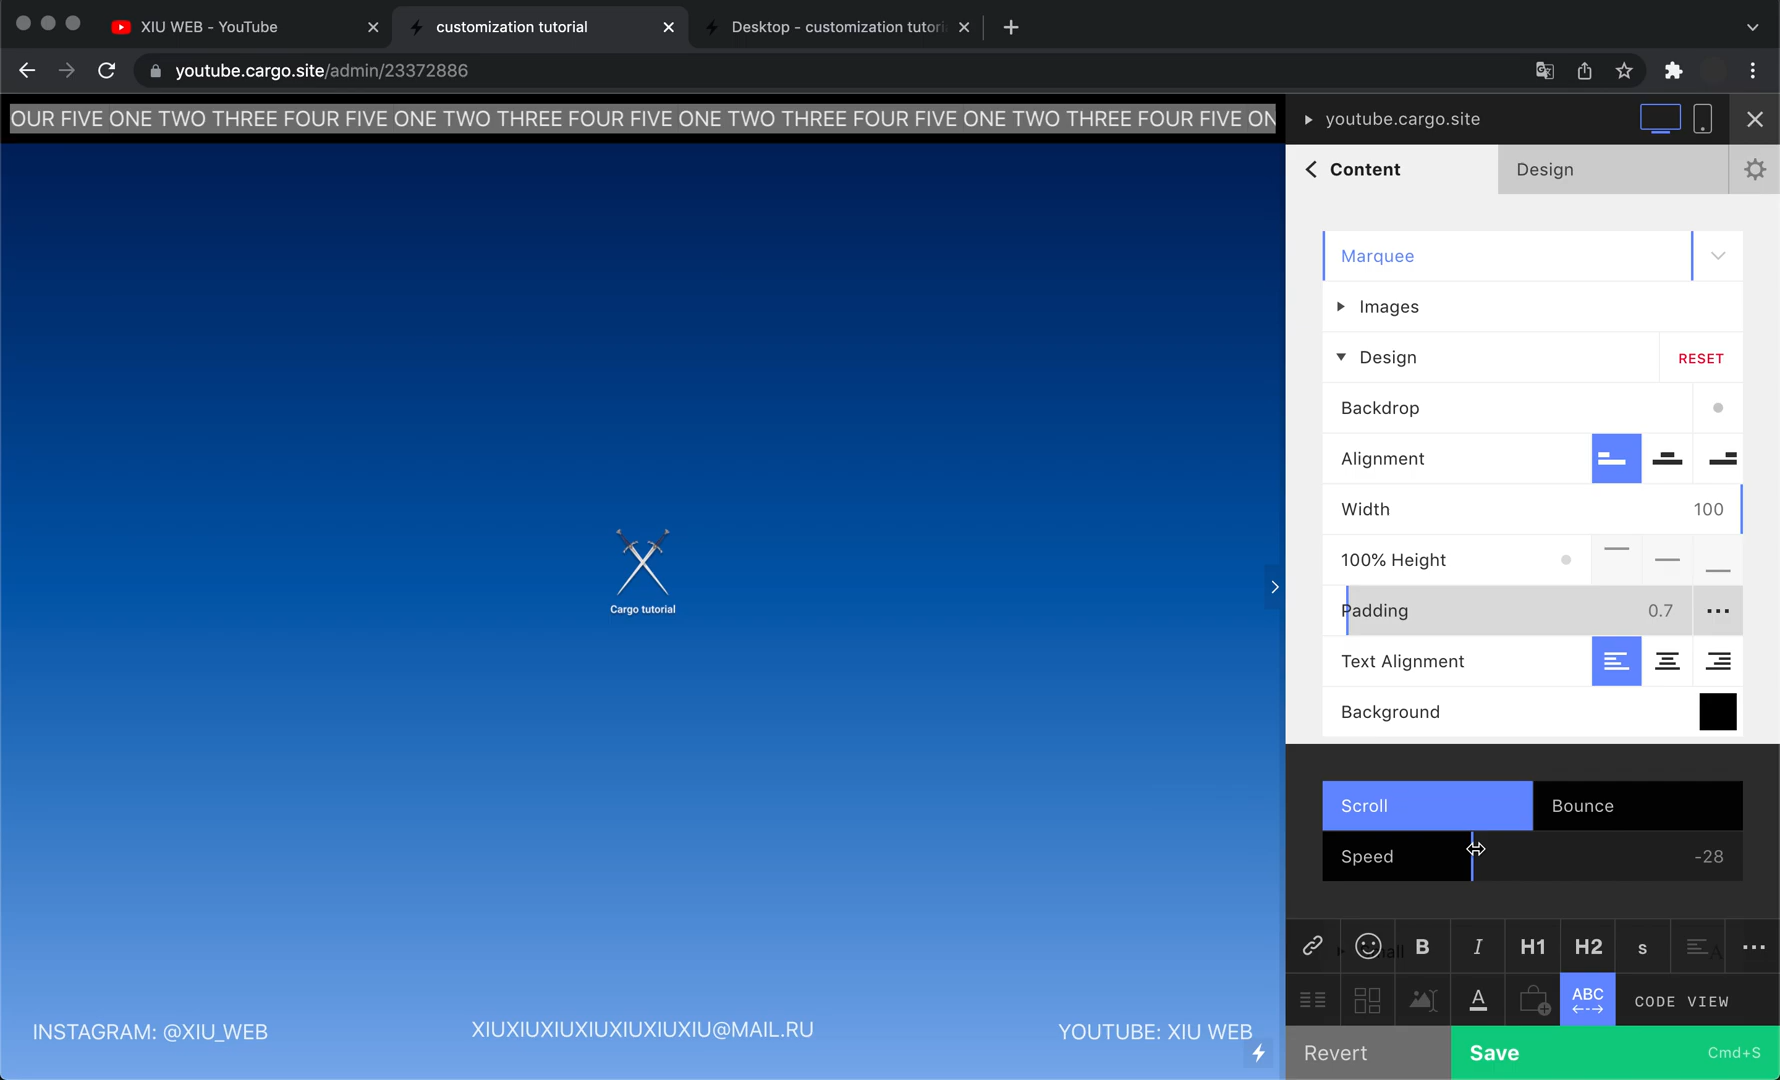 XIU WEB - YouTube
customization tutorial
Desktop - customization tutori
youtube.cargo.site/admin/23372886
OUR FIVE ONE TWO THREE FOUR FIVE ONE TWO THREE FOUR FIVE ONE TWO THREE FOUR FIVE ONE TWO THREE FOUR FIVE ON
youtube.cargo.site
Content
Design
Marquee
Images
Design
RESET
Backdrop
Alignment
Width
100
100% Height
Padding
0.7
Text Alignment
Background
Cargo tutorial
Scroll
Bounce
Speed
-28
B
I
H1
H2
s
A
ABC
CODE VIEW
INSTAGRAM: @XIU_WEB
XIUXIUXIUXIUXIUXIUXIU@MAIL.RU
YOUTUBE: XIU WEB
Revert
Save
Cmd+S